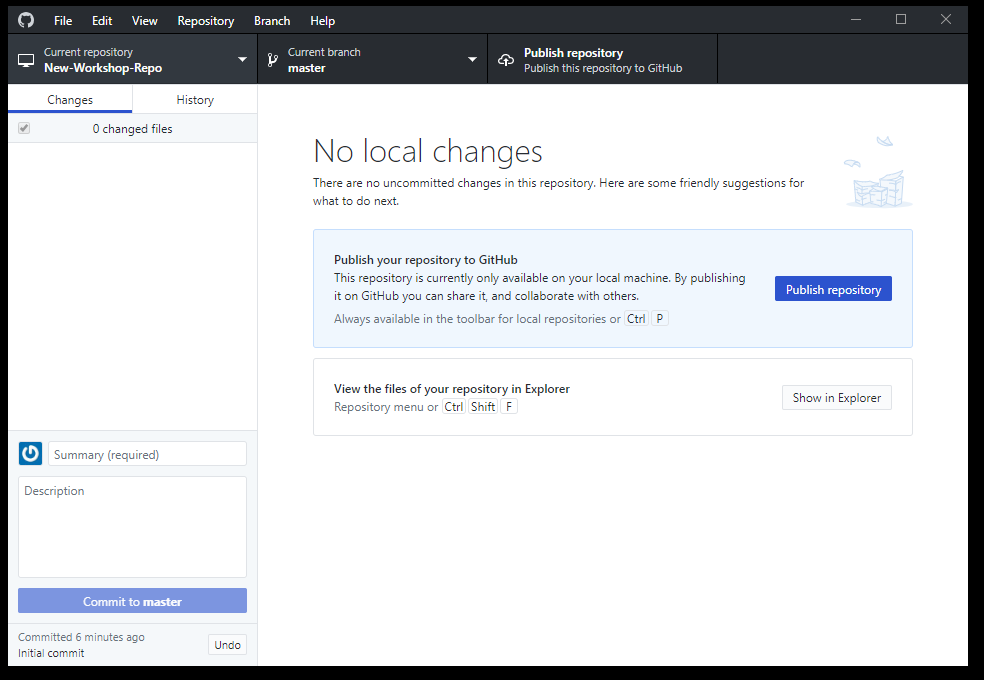 File Edit View Repository Branch Help
Current repository
New-Workshop-Repo
Current branch
master
Publish repository
Publish this repository to GitHub
Changes
History
0 changed files
No local changes
There are no uncommitted changes in this repository. Here are some friendly suggestions for
what to do next.
Publish your repository to GitHub
This repository is currently only available on your local machine. By publishing
it on GitHub you can share it, and collaborate with others.
Always available in the toolbar for local repositories or Ctrl P
Publish repository
View the files of your repository in Explorer
Repository menu or Ctrl Shift F
Show in Explorer
Summary (required)
Description
Commit to master
Committed 6 minutes ago
Initial commit
Undo